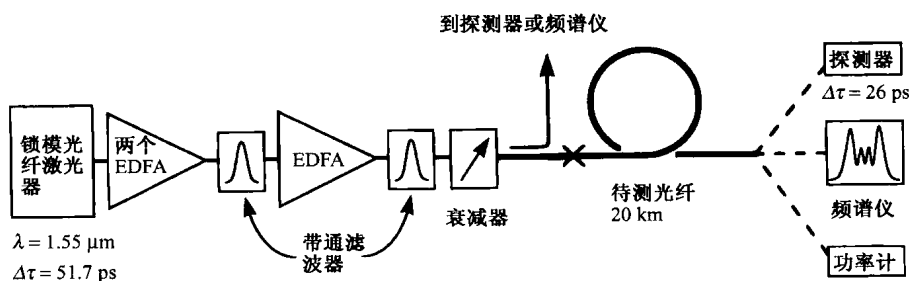 到探测器或频谱仪
锁模光
纤激光
器
两个
EDFA
EDFA
衰减器
带通滤
波器
λ = 1.55 μm
Δτ = 51.7 ps
待测光纤
20 km
探测器
Δτ = 26 ps
频谱仪
功率计